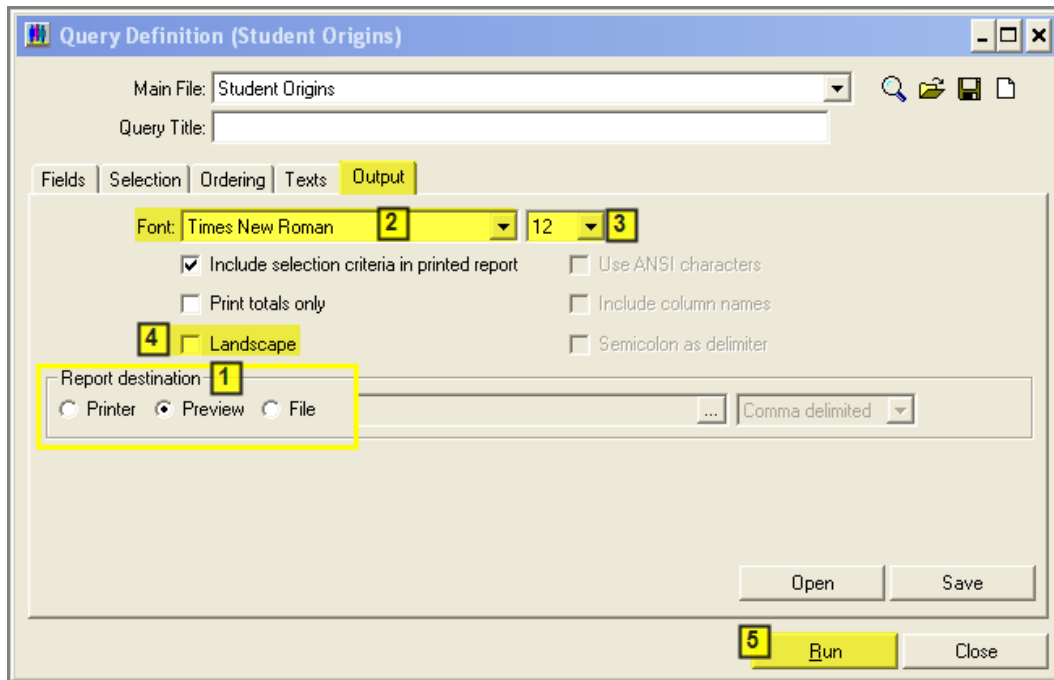 Query Definition (Student Origins)
Main File: Student Origins
Query Title:
Fields Selection Ordering Texts Output
Font: Times New Roman 2 12 3
Include selection criteria in printed report Use ANSI characters
Print totals only Include column names
4 Landscape Semicolon as delimiter
Report destination 1
Printer Preview File ... Comma delimited
Open Save
5 Run Close